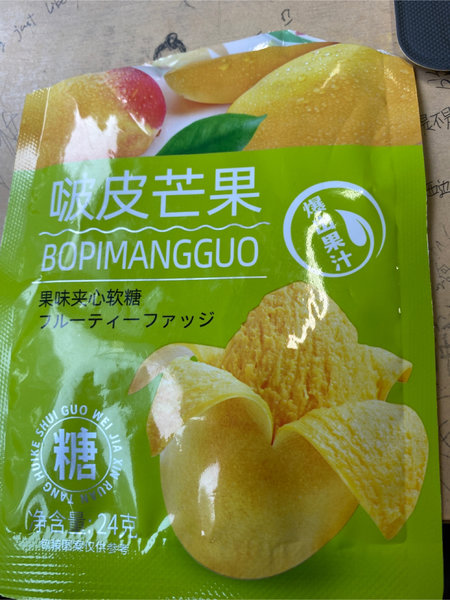 just like
啵皮芒果
BOPIMANGGUO
爆出果汁
果味夹心软糖
フルーティーファッジ
TANG HUIKE SHUI GUO WEI JIA XIN RUAN
糖
净含量:24克